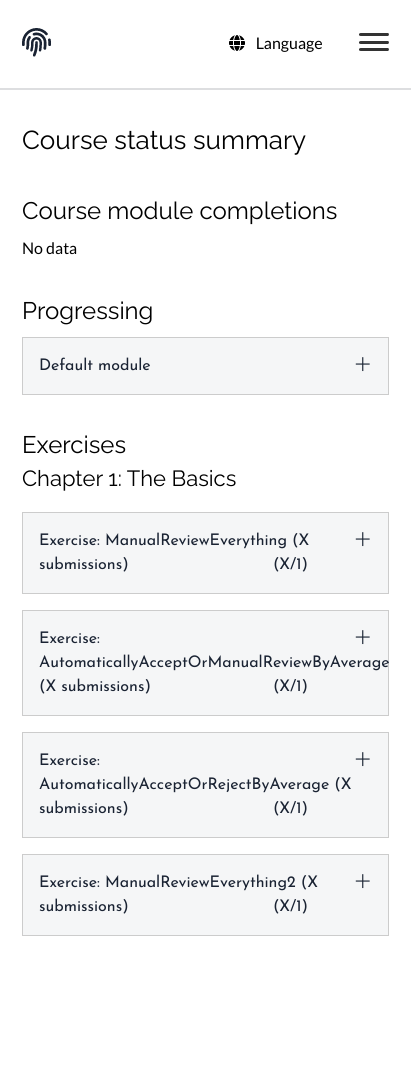 Language
Course status summary
Course module completions
No data
Progressing
Default module
Exercises
Chapter 1: The Basics
Exercise: ManualReviewEverything (X
submissions) (X/1)
Exercise:
AutomaticallyAcceptOrManualReviewByAverage
(X submissions) (X/1)
Exercise:
AutomaticallyAcceptOrRejectByAverage (X
submissions) (X/1)
Exercise: ManualReviewEverything2 (X
submissions) (X/1)